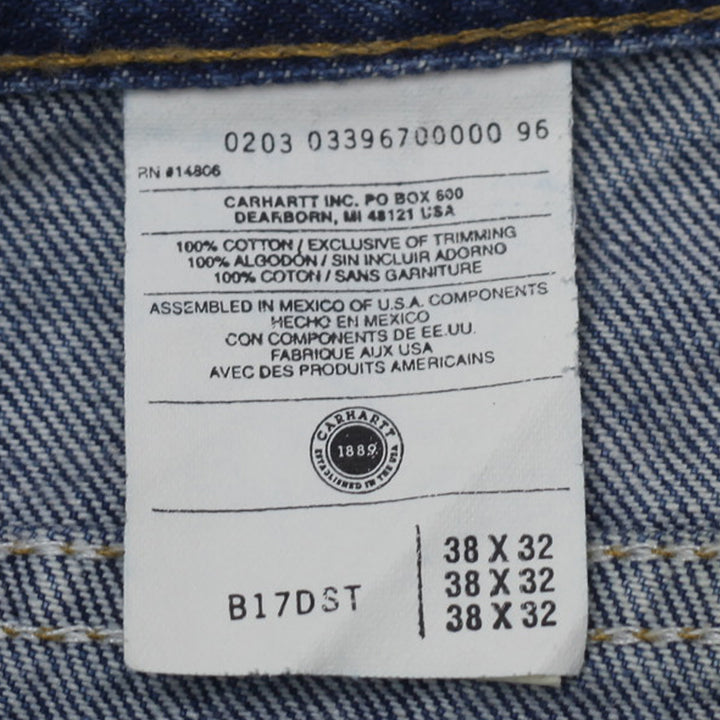 0203 03396700000 96
RN #14806
CARHARTT INC. PO BOX 600
DEARBORN, MI 48121 USA
100% COTTON / EXCLUSIVE OF TRIMMING
100% ALGODÓN / SIN INCLUIR ADORNO
100% COTON / SANS GARNITURE
ASSEMBLED IN MEXICO OF U.S.A. COMPONENTS
HECHO EN MEXICO
CON COMPONENTS DE EE.UU.
FABRIQUE AUX USA
AVEC DES PRODUITS AMERICAINS
CARHARTT
1889
ESTABLISHED IN THE USA
B17DST
38 X 32
38 X 32
38 X 32